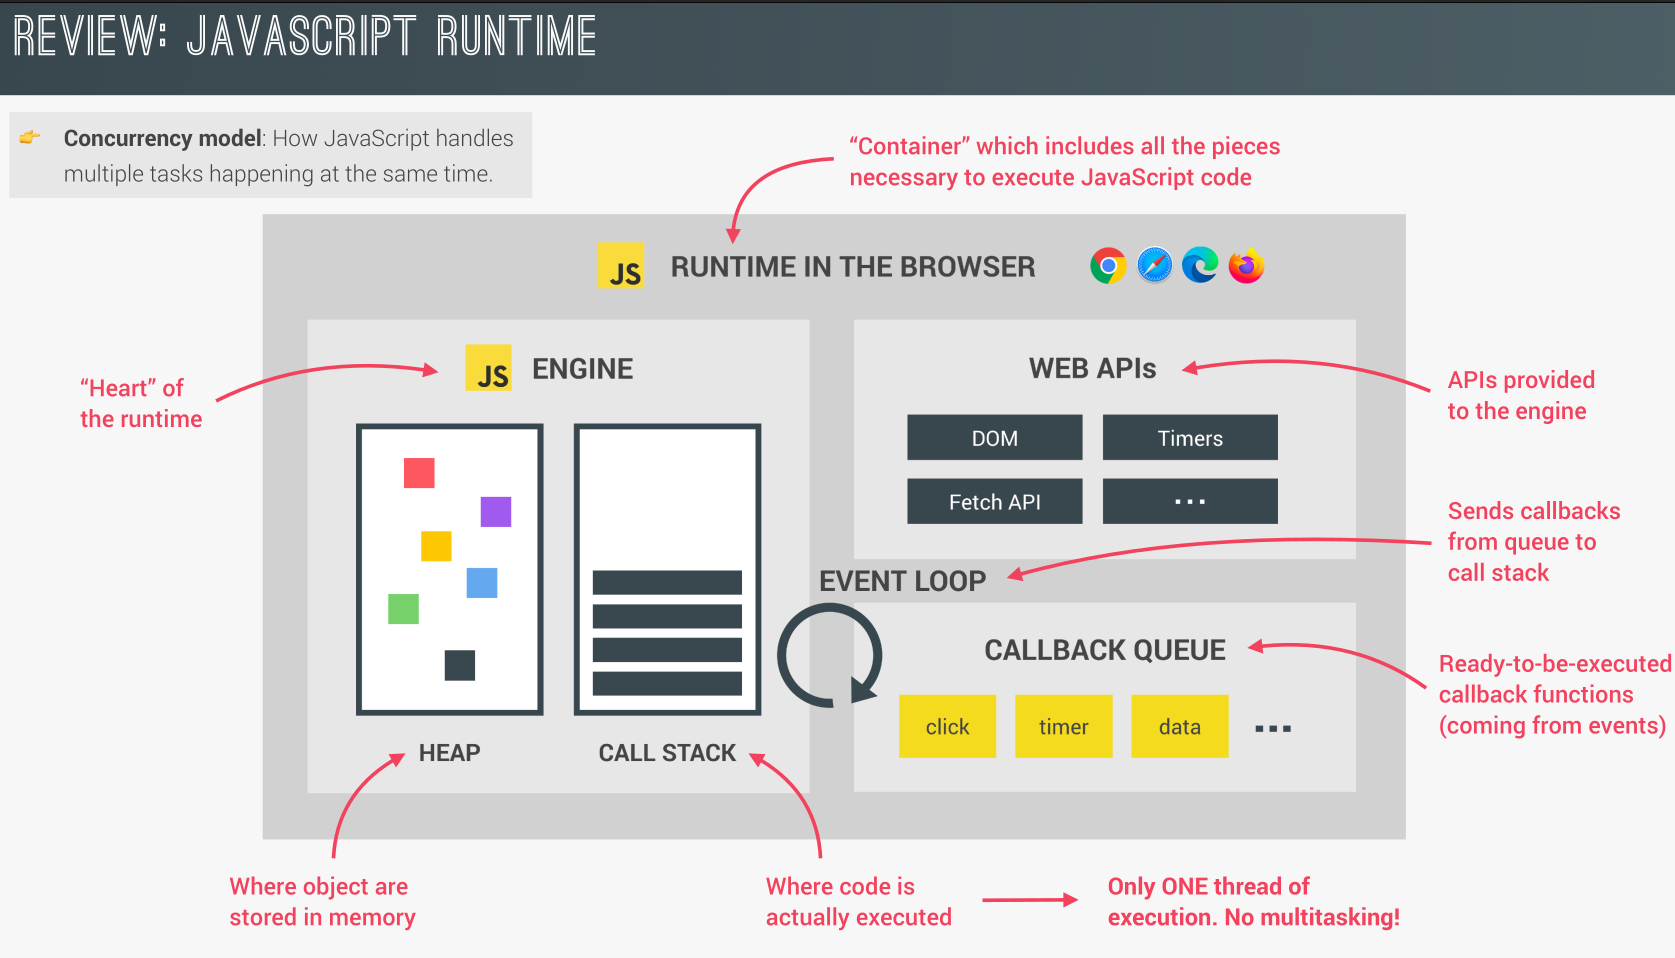 REVIEW: JAVASCRIPT RUNTIME
Concurrency model: How JavaScript handles
multiple tasks happening at the same time.
“Container” which includes all the pieces
necessary to execute JavaScript code
JS RUNTIME IN THE BROWSER
“Heart” of
the runtime
JS ENGINE
HEAP
CALL STACK
WEB APIs
DOM
Timers
Fetch API
...
APIs provided
to the engine
EVENT LOOP
Sends callbacks
from queue to
call stack
CALLBACK QUEUE
click
timer
data
...
Ready-to-be-executed
callback functions
(coming from events)
Where object are
stored in memory
Where code is
actually executed
Only ONE thread of
execution. No multitasking!